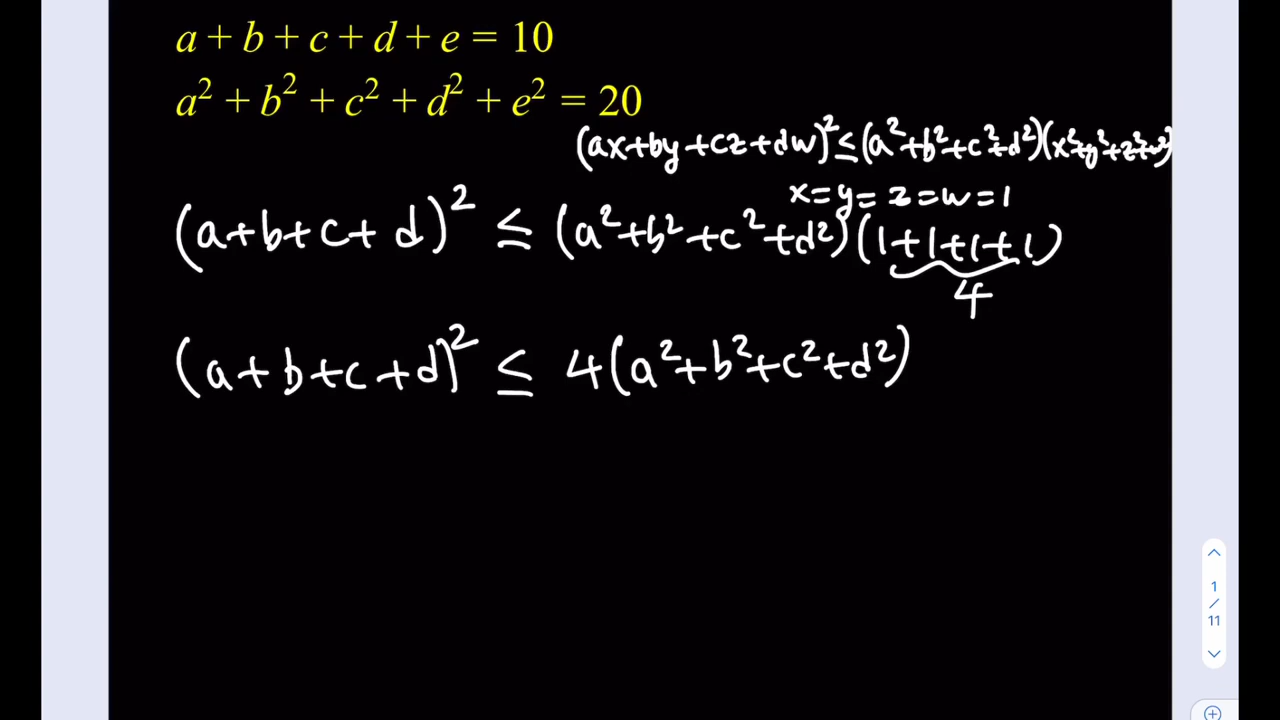 a + b + c + d + e = 10
a² + b² + c² + d² + e² = 20
(ax+by+cz+dw)² ≤ (a²+b²+c²+d²)(x²+y²+z²+w²)
x=y=z=w=1
(a+b+c+d)² ≤ (a²+b²+c²+d²)(1+1+1+1)
4
(a+b+c+d)² ≤ 4(a²+b²+c²+d²)
1
/
11